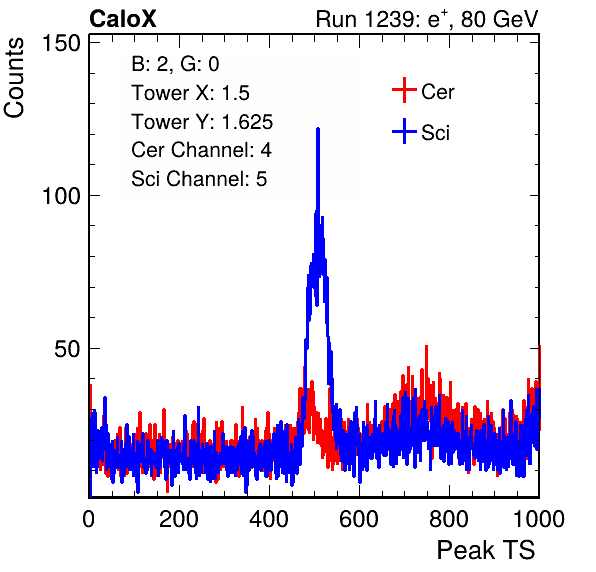 CaloX Run 1239: e⁺, 80 GeV
Counts
150
100
50
B: 2, G: 0
Tower X: 1.5
Tower Y: 1.625
Cer Channel: 4
Sci Channel: 5
Cer
Sci
0 200 400 600 800 1000
Peak TS